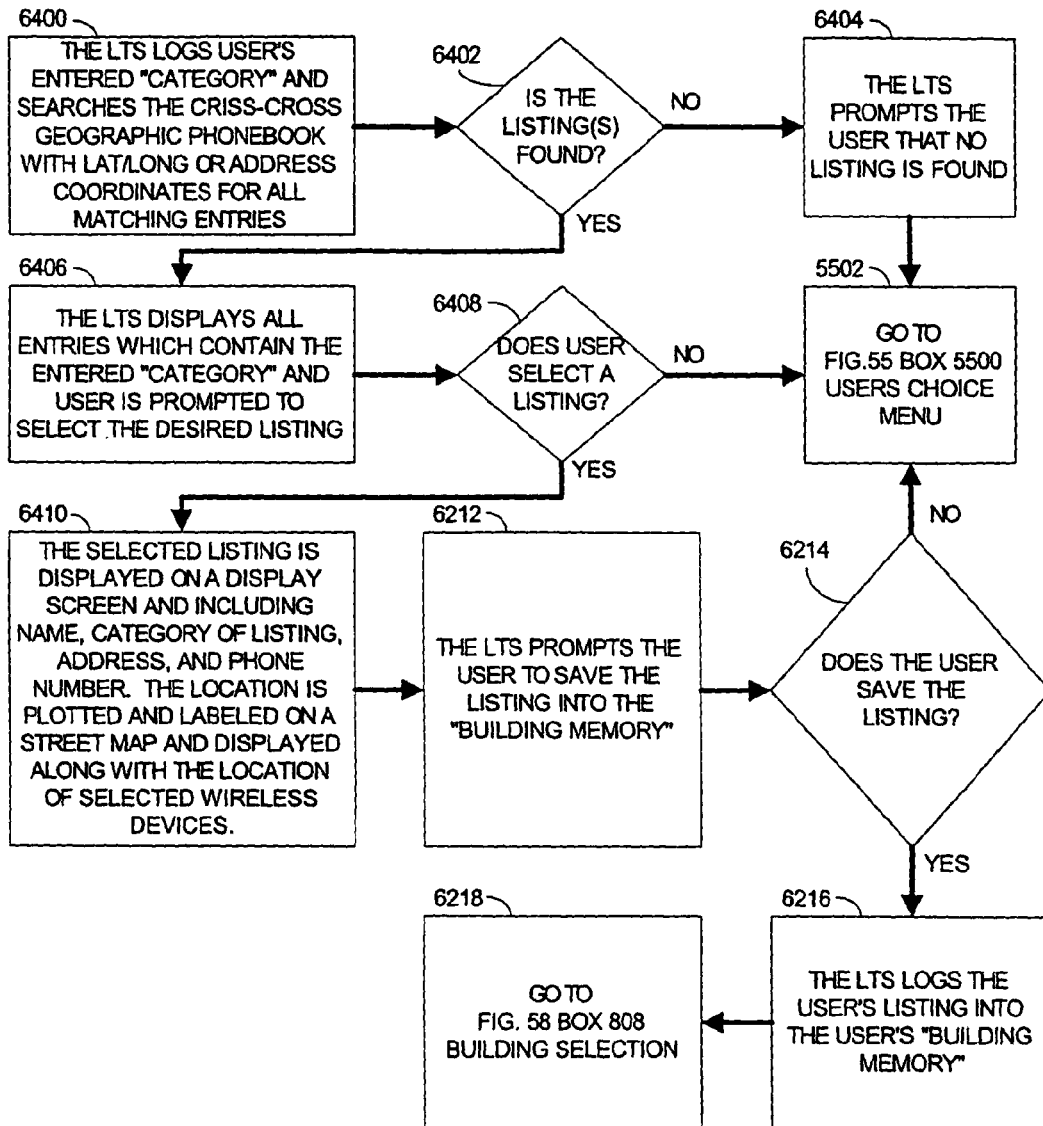 6400
THE LTS LOGS USER'S
ENTERED "CATEGORY" AND
SEARCHES THE CRISS-CROSS
GEOGRAPHIC PHONEBOOK
WITH LAT/LONG OR ADDRESS
COORDINATES FOR ALL
MATCHING ENTRIES
6402
IS THE
LISTING(S)
FOUND?
NO
YES
6404
THE LTS
PROMPTS THE
USER THAT NO
LISTING IS FOUND
6406
THE LTS DISPLAYS ALL
ENTRIES WHICH CONTAIN THE
ENTERED "CATEGORY" AND
USER IS PROMPTED TO
SELECT THE DESIRED LISTING
6408
DOES USER
SELECT A
LISTING?
NO
YES
5502
GO TO
FIG.55 BOX 5500
USERS CHOICE
MENU
6410
THE SELECTED LISTING IS
DISPLAYED ON A DISPLAY
SCREEN AND INCLUDING
NAME, CATEGORY OF LISTING,
ADDRESS, AND PHONE
NUMBER. THE LOCATION IS
PLOTTED AND LABELED ON A
STREET MAP AND DISPLAYED
ALONG WITH THE LOCATION
OF SELECTED WIRELESS
DEVICES.
6212
THE LTS PROMPTS THE
USER TO SAVE THE
LISTING INTO THE
"BUILDING MEMORY"
6214
DOES THE USER
SAVE THE
LISTING?
NO
YES
6216
THE LTS LOGS THE
USER'S LISTING INTO
THE USER'S "BUILDING
MEMORY"
6218
GO TO
FIG. 58 BOX 808
BUILDING SELECTION